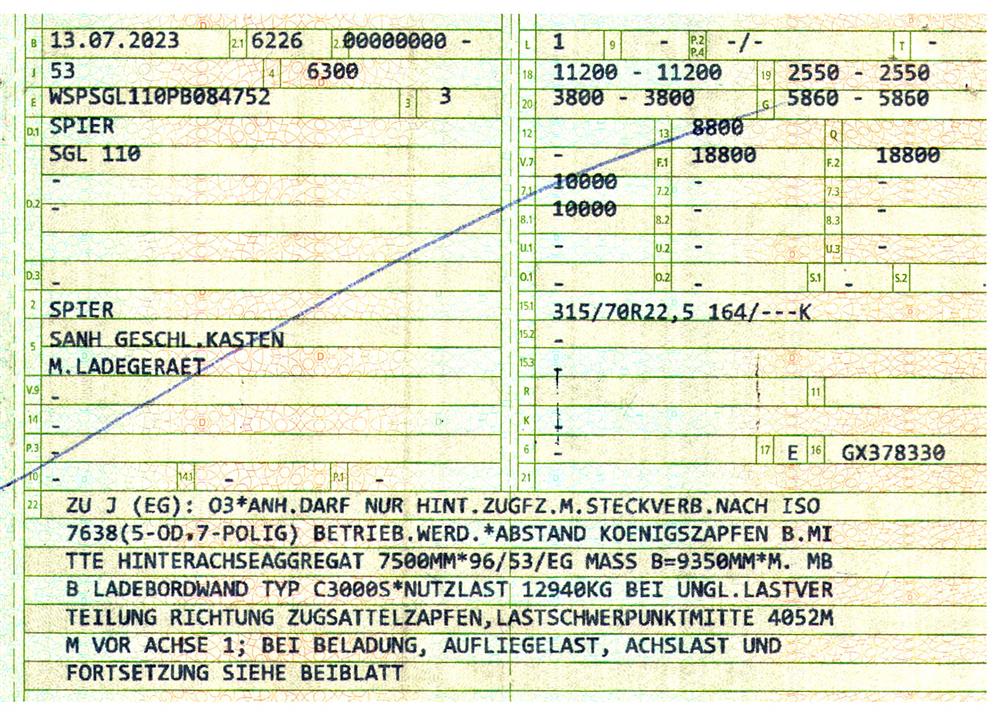 B 13.07.2023 2.1 6226 2.2 00000000 -
J 53 4 6300
E WSPSGL110PB084752 3 3
D.1 SPIER
SGL 110
-
D.2 -
D.3 -
2 SPIER
5 SANH GESCHL.KASTEN
M.LADEGERAET
V.9 -
14 -
P.3 -
10 - 14.1 - P.1 -
L 1 9 - P.2 P.4 -/- T -
18 11200 - 11200 19 2550 - 2550
20 3800 - 3800 G 5860 - 5860
12 13 8800 Q
V.7 - F.1 18800 F.2 18800
7.1 10000 7.2 - 7.3 -
8.1 10000 8.2 - 8.3 -
U.1 - U.2 - U.3 -
O.1 - O.2 - S.1 - S.2 -
15.1 315/70R22,5 164/---K
15.2 -
15.3
R 11
K
6 - 17 E 16 GX378330
21
22 ZU J (EG): O3*ANH.DARF NUR HINT.ZUGFZ.M.STECKVERB.NACH ISO
7638(5-OD.7-POLIG) BETRIEB.WERD.*ABSTAND KOENIGSZAPFEN B.MI
TTE HINTERACHSEAGGREGAT 7500MM*96/53/EG MASS B=9350MM*M. MB
B LADEBORDWAND TYP C3000S*NUTZLAST 12940KG BEI UNGL.LASTVER
TEILUNG RICHTUNG ZUGSATTELZAPFEN,LASTSCHWERPUNKTMITTE 4052M
M VOR ACHSE 1; BEI BELADUNG, AUFLIEGELAST, ACHSLAST UND
FORTSETZUNG SIEHE BEIBLATT